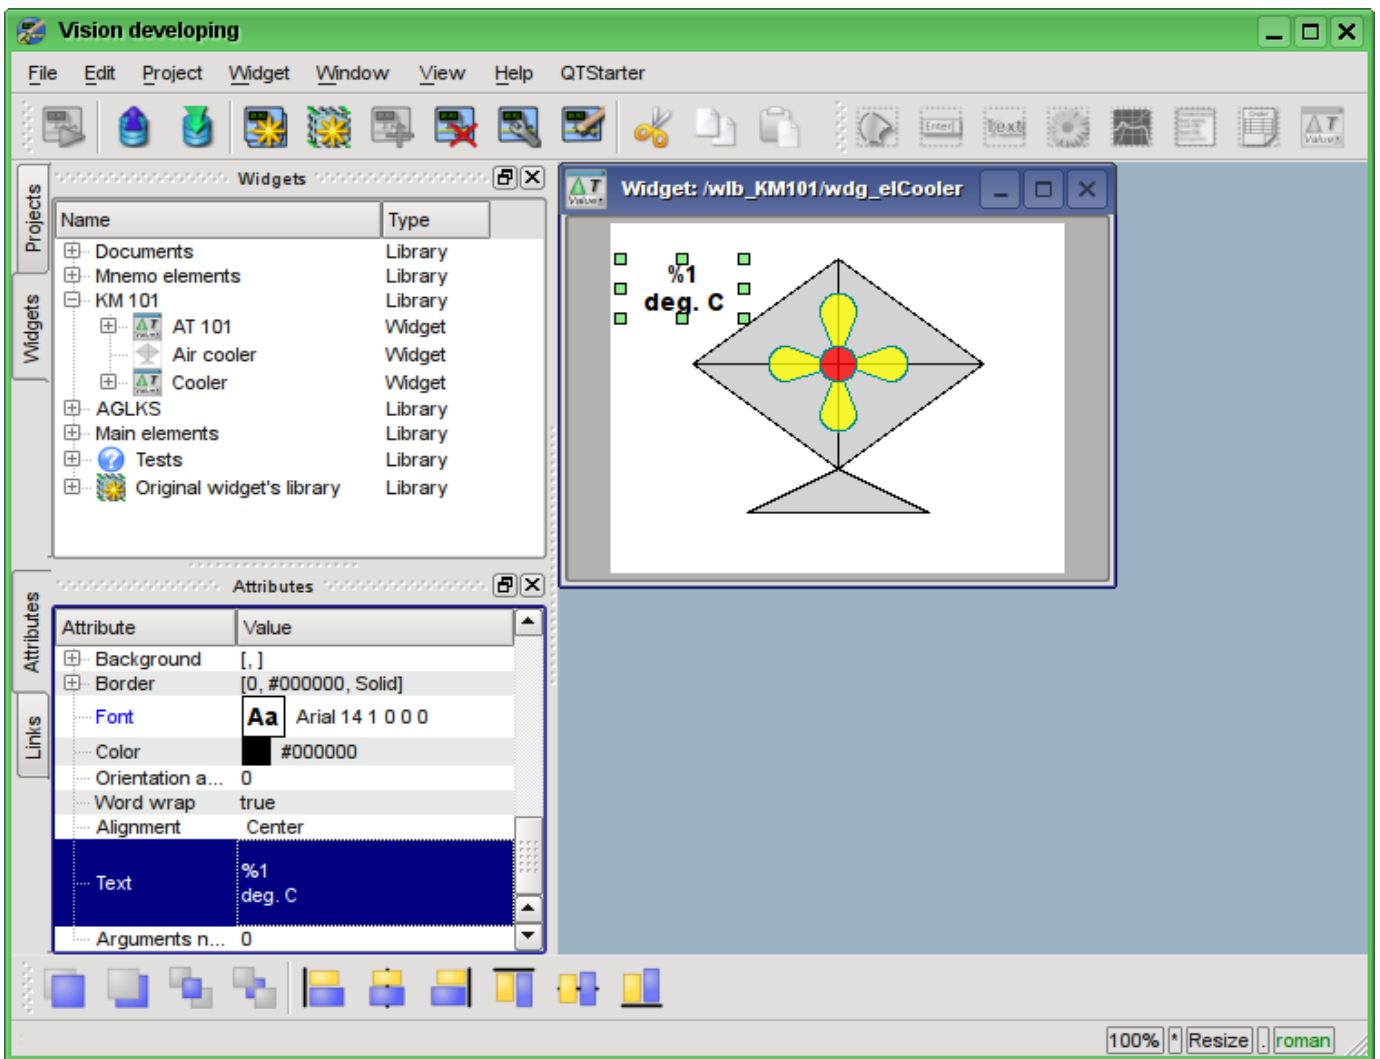 Vision developing
File Edit Project Widget Window View Help QTStarter
Enter
Text
Projects
Widgets
Widgets
Name Type
Documents Library
Mnemo elements Library
KM 101 Library
AT 101 Widget
Air cooler Widget
Cooler Widget
AGLKS Library
Main elements Library
Tests Library
Original widget's library Library
Widget: /wlb_KM101/wdg_elCooler
%1
deg. C
Attributes
Links
Attributes
Attribute Value
Background [, ]
Border [0, #000000, Solid]
Font Aa Arial 14 1 0 0 0
Color #000000
Orientation a... 0
Word wrap true
Alignment Center
Text %1
deg. C
Arguments n... 0
100% * Resize . roman